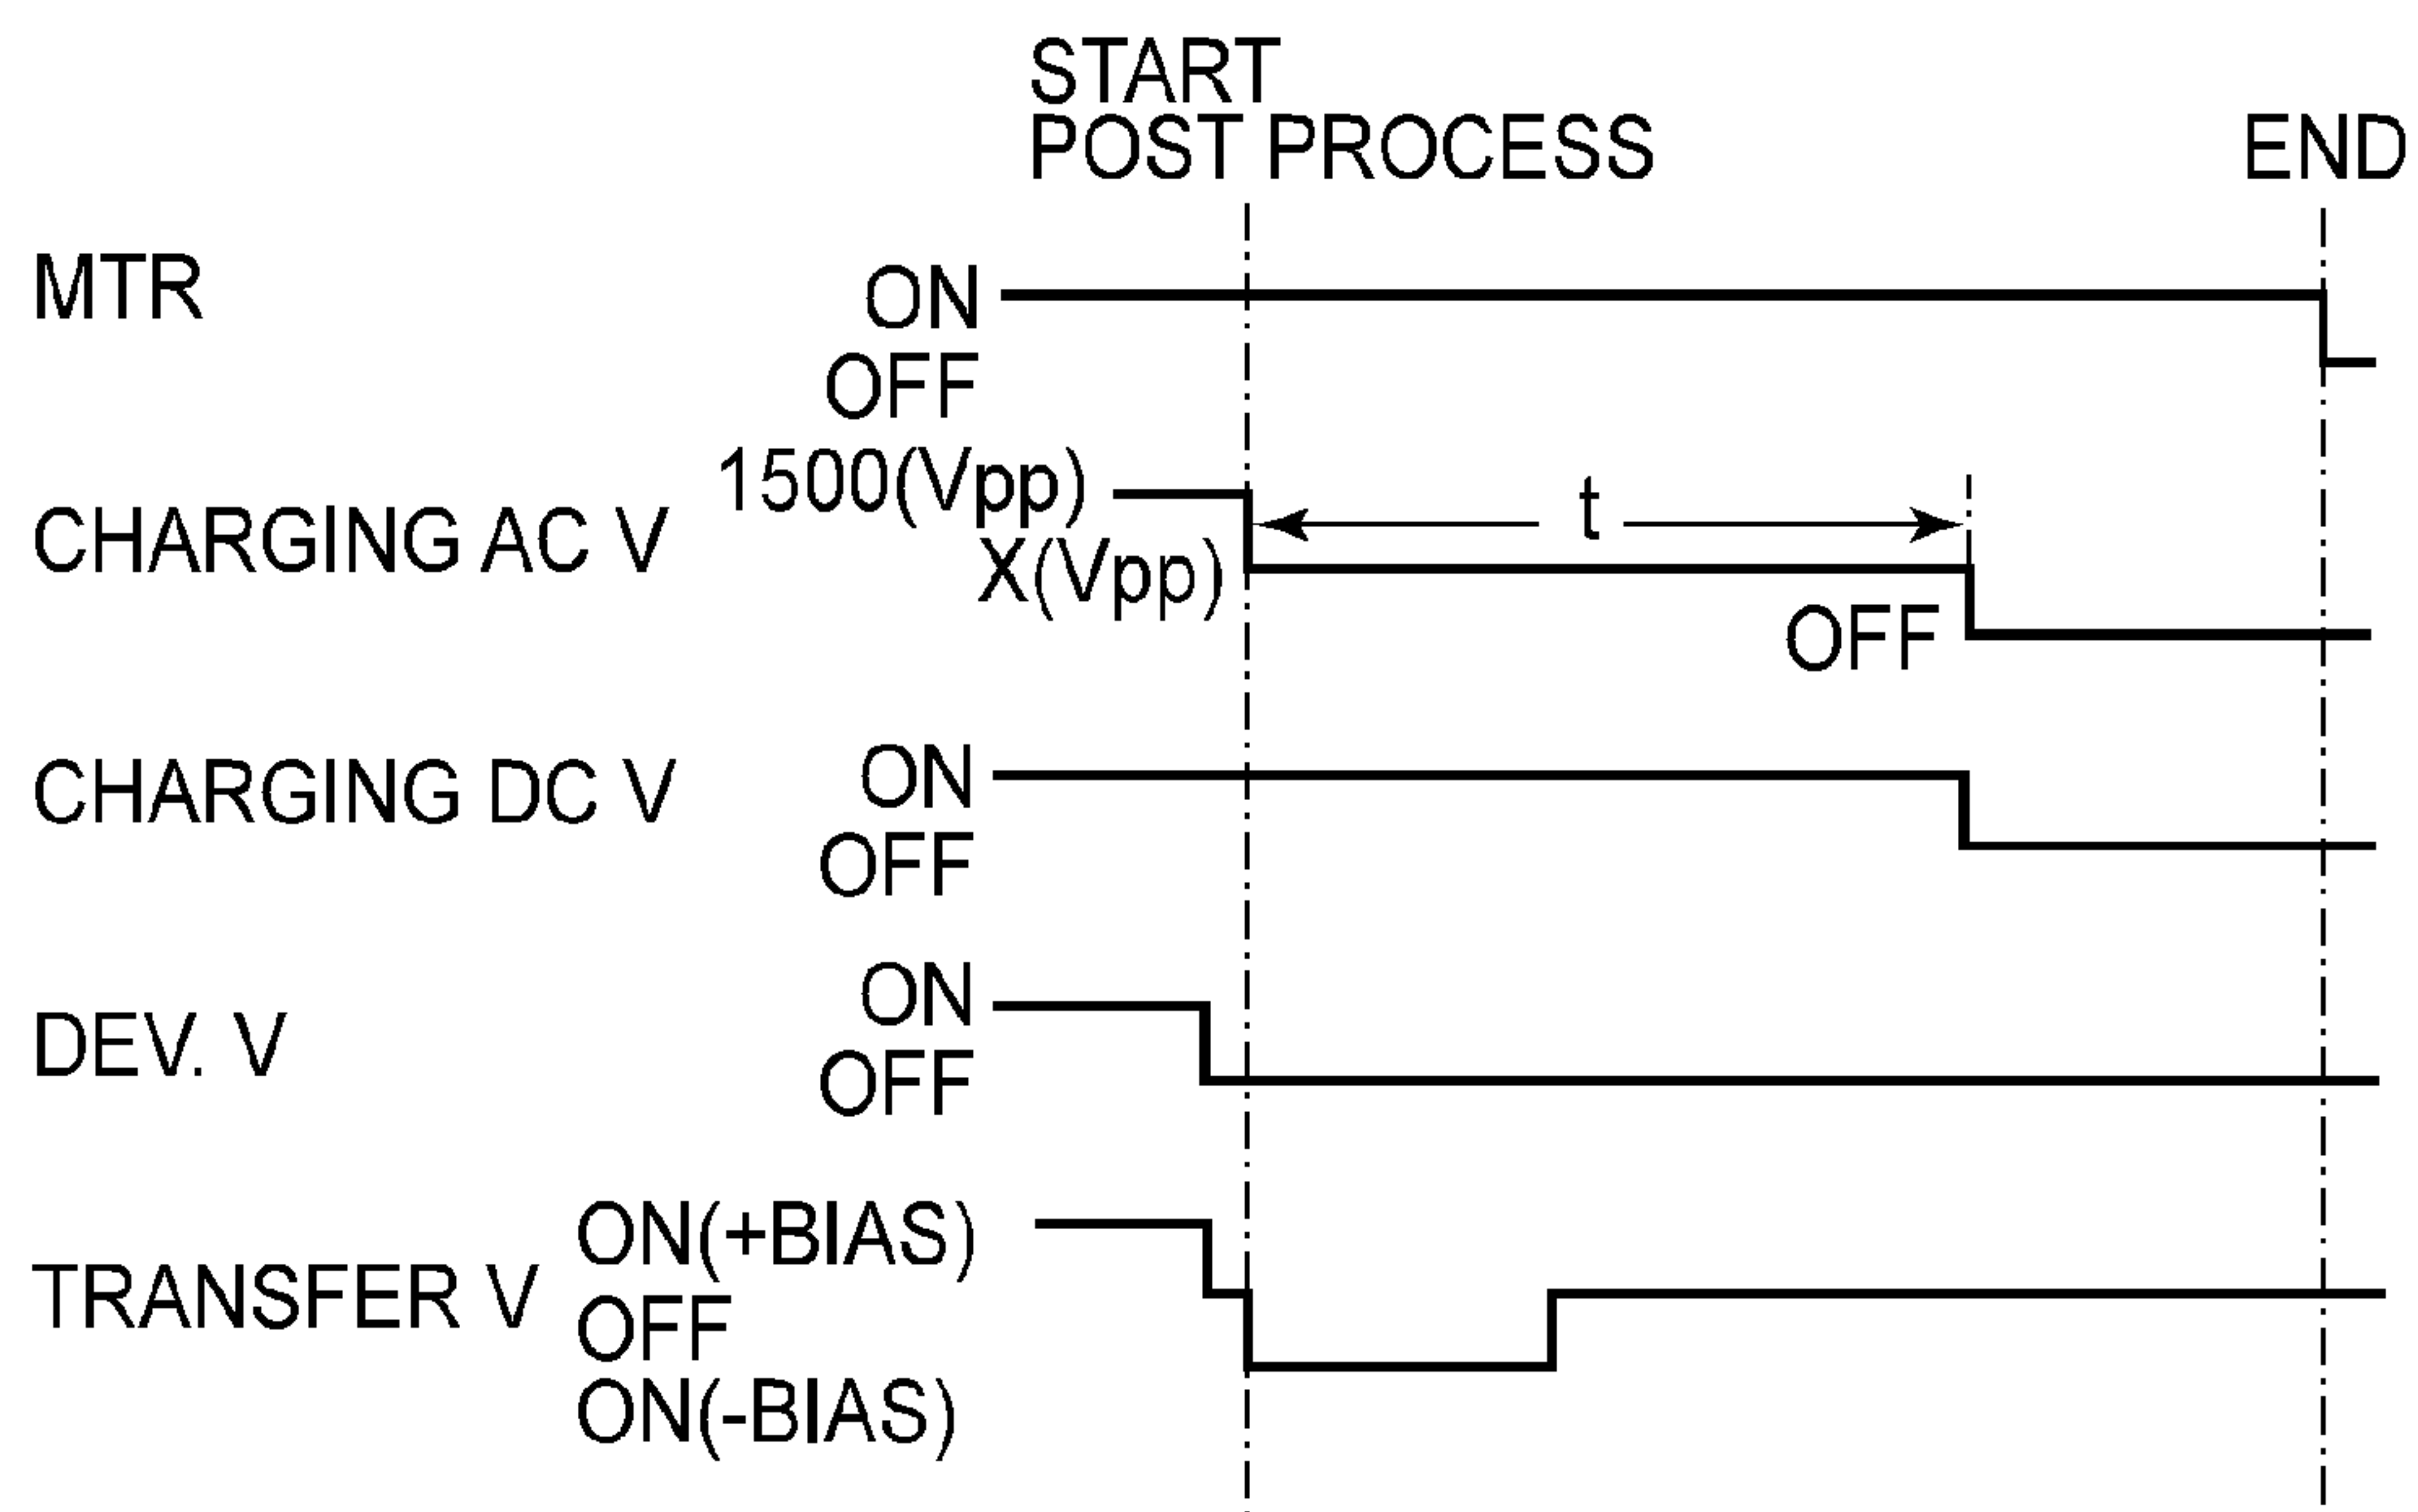 START
POST PROCESS
END
MTR
ON
OFF
CHARGING AC V
1500(Vpp)
X(Vpp)
t
OFF
CHARGING DC V
ON
OFF
DEV. V
ON
OFF
TRANSFER V
ON(+BIAS)
OFF
ON(-BIAS)